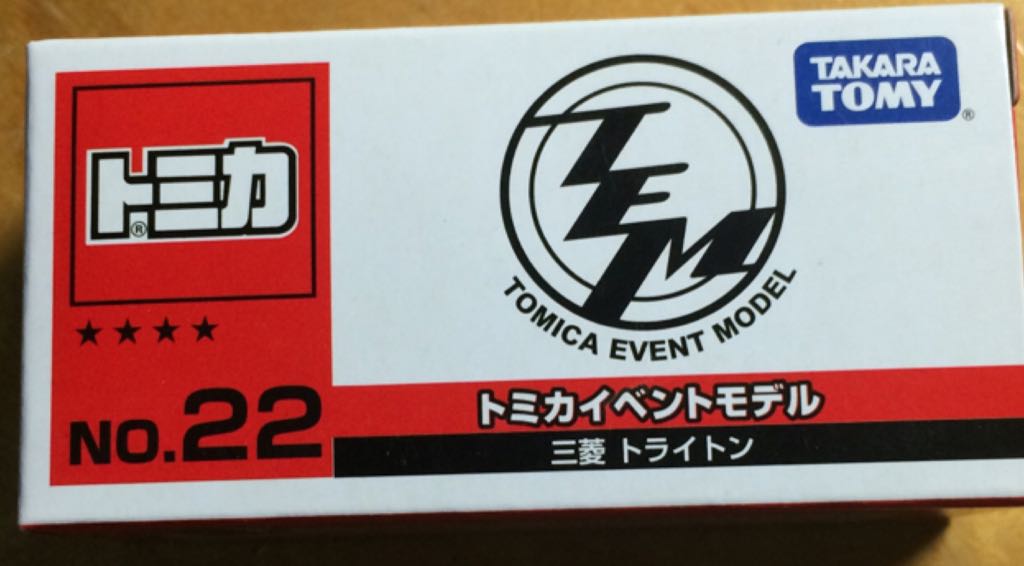 トミカ®
★★★★
NO.22
TEM
TOMICA EVENT MODEL
TAKARA
TOMY®
トミカイベントモデル
三菱 トライトン